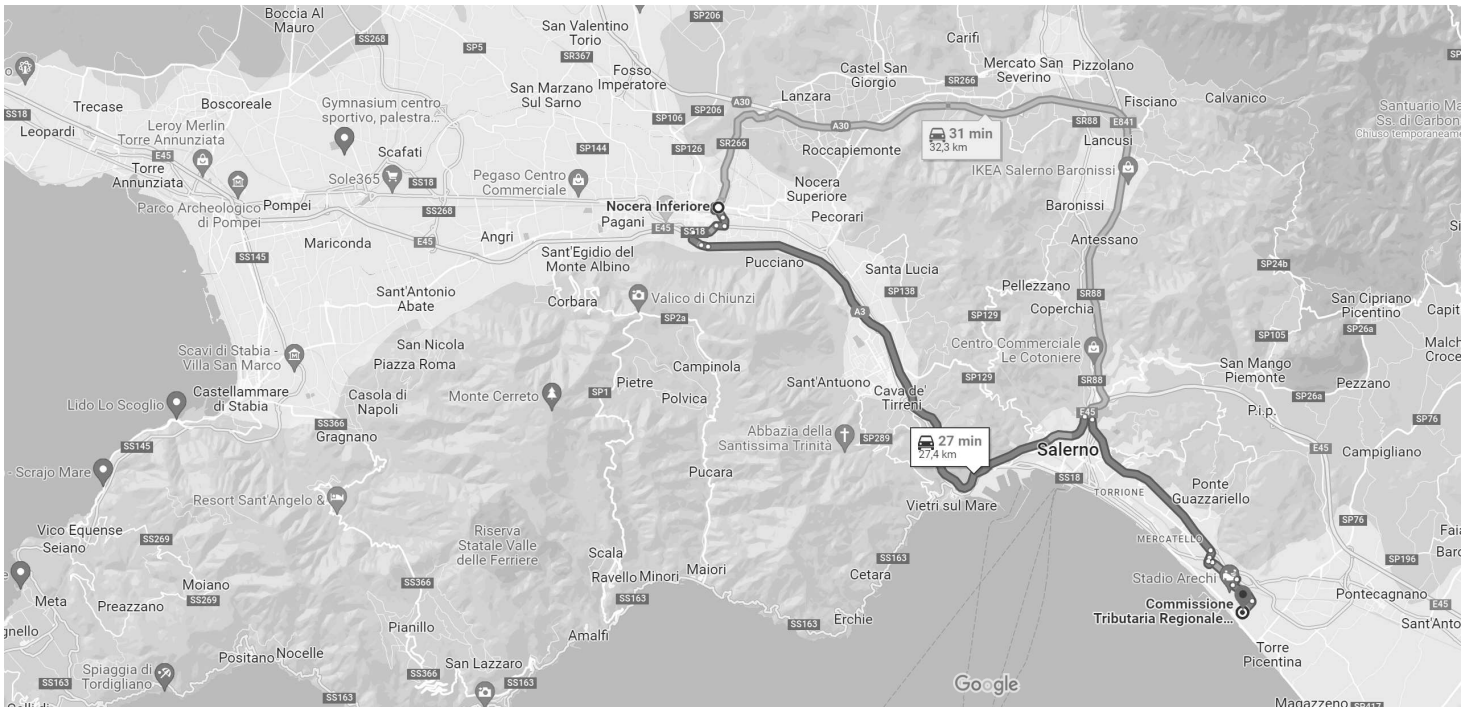 Boccia Al
Mauro
SS268
SP5
San Valentino
Torio
SR367
SP206
Carifi
Fosso
Imperatore
San Marzano
Sul Sarno
Castel San
Giorgio
SR266
Mercato San
Severino
Pizzolano
Trecase
Boscoreale
Gymnasium centro
sportivo, palestra...
SP106
SP206
A30
Lanzara
Fisciano
Calvanico
SS18
Leopardi
Leroy Merlin
Torre Annunziata
E45
Scafati
SP144
SP126
SR266
A30
Roccapiemonte
31 min
32,3 km
SR88
E841
Lancusi
Santuario Ma
Ss. di Carbon
Chiuso temporaneame
Torre
Annunziata
Sole365
SS18
Pegaso Centro
Commerciale
Nocera
Superiore
IKEA Salerno Baronissi
Parco Archeologico
di Pompei
Pompei
SS268
Nocera Inferiore
Pagani
E45
SS18
Pecorari
Baronissi
Mariconda
E45
Angri
Antessano
SS145
Sant'Egidio del
Monte Albino
Pucciano
Santa Lucia
SP138
SP24b
Sant'Antonio
Abate
Corbara
Valico di Chiunzi
SP2a
A3
Pellezzano
Coperchia
SR88
San Cipriano
Picentino
SP26a
Capit
SP129
SP105
San Nicola
Piazza Roma
Scavi di Stabia -
Villa San Marco
Centro Commerciale
Le Cotoniere
Malch
Croce
Campinola
San Mango
Piemonte
Pezzano
Lido Lo Scoglio
Castellammare
di Stabia
Casola di
Napoli
Monte Cerreto
SP1
Pietre
Polvica
Sant'Antuono
Cava de'
Tirreni
SP129
SR88
SP26a
SS366
Gragnano
SS145
Abbazia della
Santissima Trinità
SP289
E45
P.i.p.
SP76
27 min
27,4 km
Salerno
E45
Campigliano
- Scrajo Mare
Pucara
SS18
TORRIONE
Ponte
Guazzariello
Resort Sant'Angelo &
Vietri sul Mare
Vico Equense
Seiano
SS269
Riserva
Statale Valle
delle Ferriere
MERCATELLO
SP76
Faia
Baro
SP196
Scala
SS163
Stadio Arechi
Moiano
SS269
SS366
Ravello
Minori
Maiori
Cetara
Meta
Preazzano
SS163
Commissione
Tributaria Regionale...
Pontecagnano
E45
gnello
Pianillo
Amalfi
SS163
Erchie
Sant'Anto
Positano
Nocelle
San Lazzaro
Torre
Picentina
Spiaggia di
Tordigliano
SS366
SS163
SS163
SS163
Google
Magazzeno
SP417